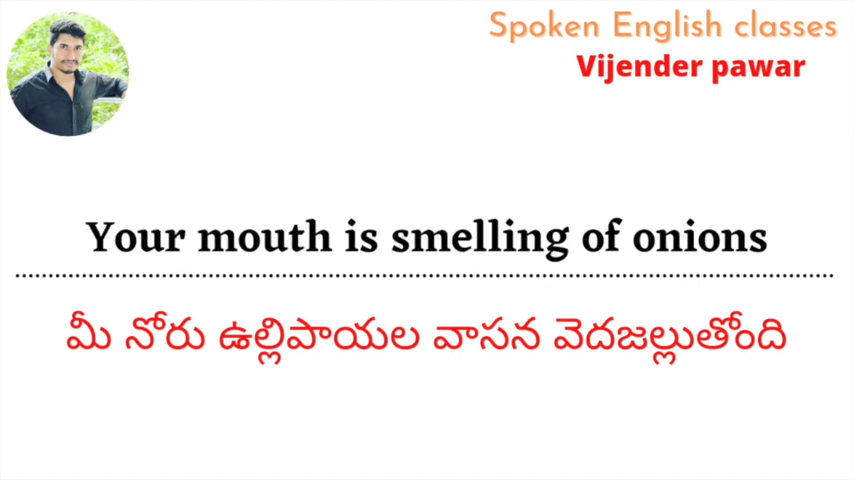 Spoken English classes
Vijender pawar
Your mouth is smelling of onions
మీ నోరు ఉల్లిపాయల వాసన వెదజల్లుతోంది